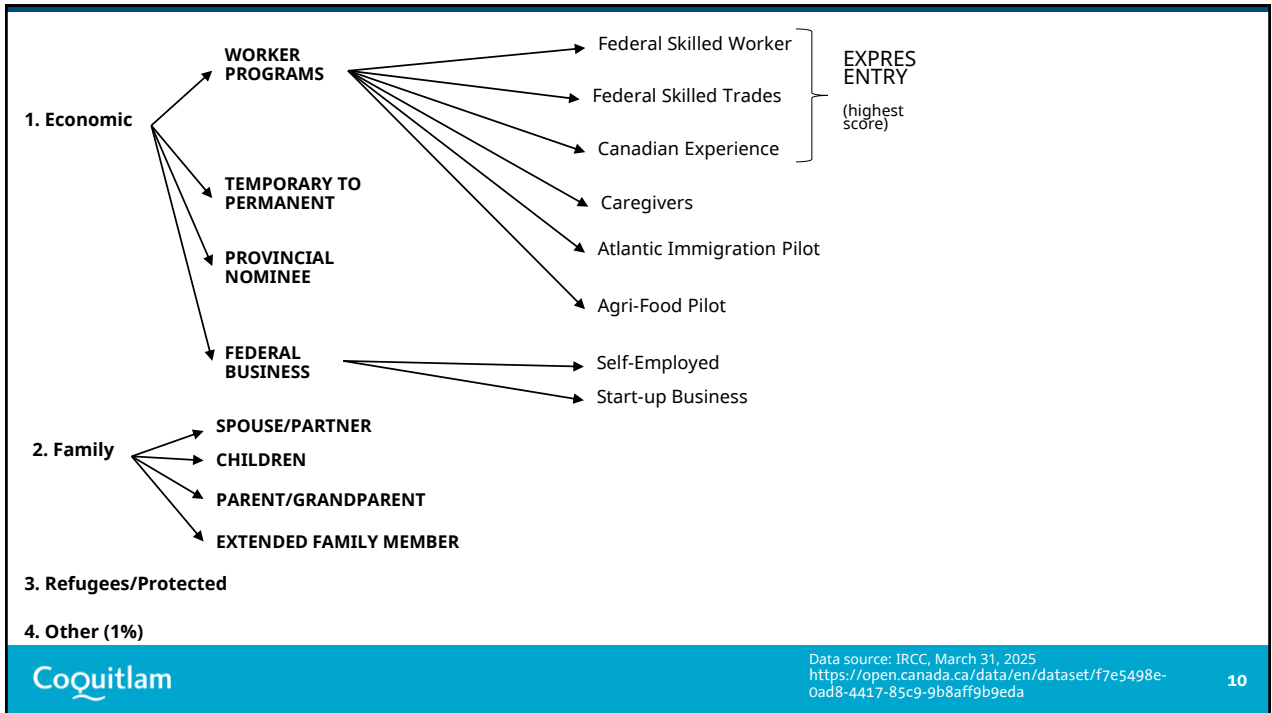 1. Economic
WORKER
PROGRAMS
TEMPORARY TO
PERMANENT
PROVINCIAL
NOMINEE
FEDERAL
BUSINESS
Federal Skilled Worker
Federal Skilled Trades
Canadian Experience
Caregivers
Atlantic Immigration Pilot
Agri-Food Pilot
Self-Employed
Start-up Business
EXPRES
ENTRY
(highest
score)
2. Family
SPOUSE/PARTNER
CHILDREN
PARENT/GRANDPARENT
EXTENDED FAMILY MEMBER
3. Refugees/Protected
4. Other (1%)
Coquitlam
Data source: IRCC, March 31, 2025
https://open.canada.ca/data/en/dataset/f7e5498e-
0ad8-4417-85c9-9b8aff9b9eda
10